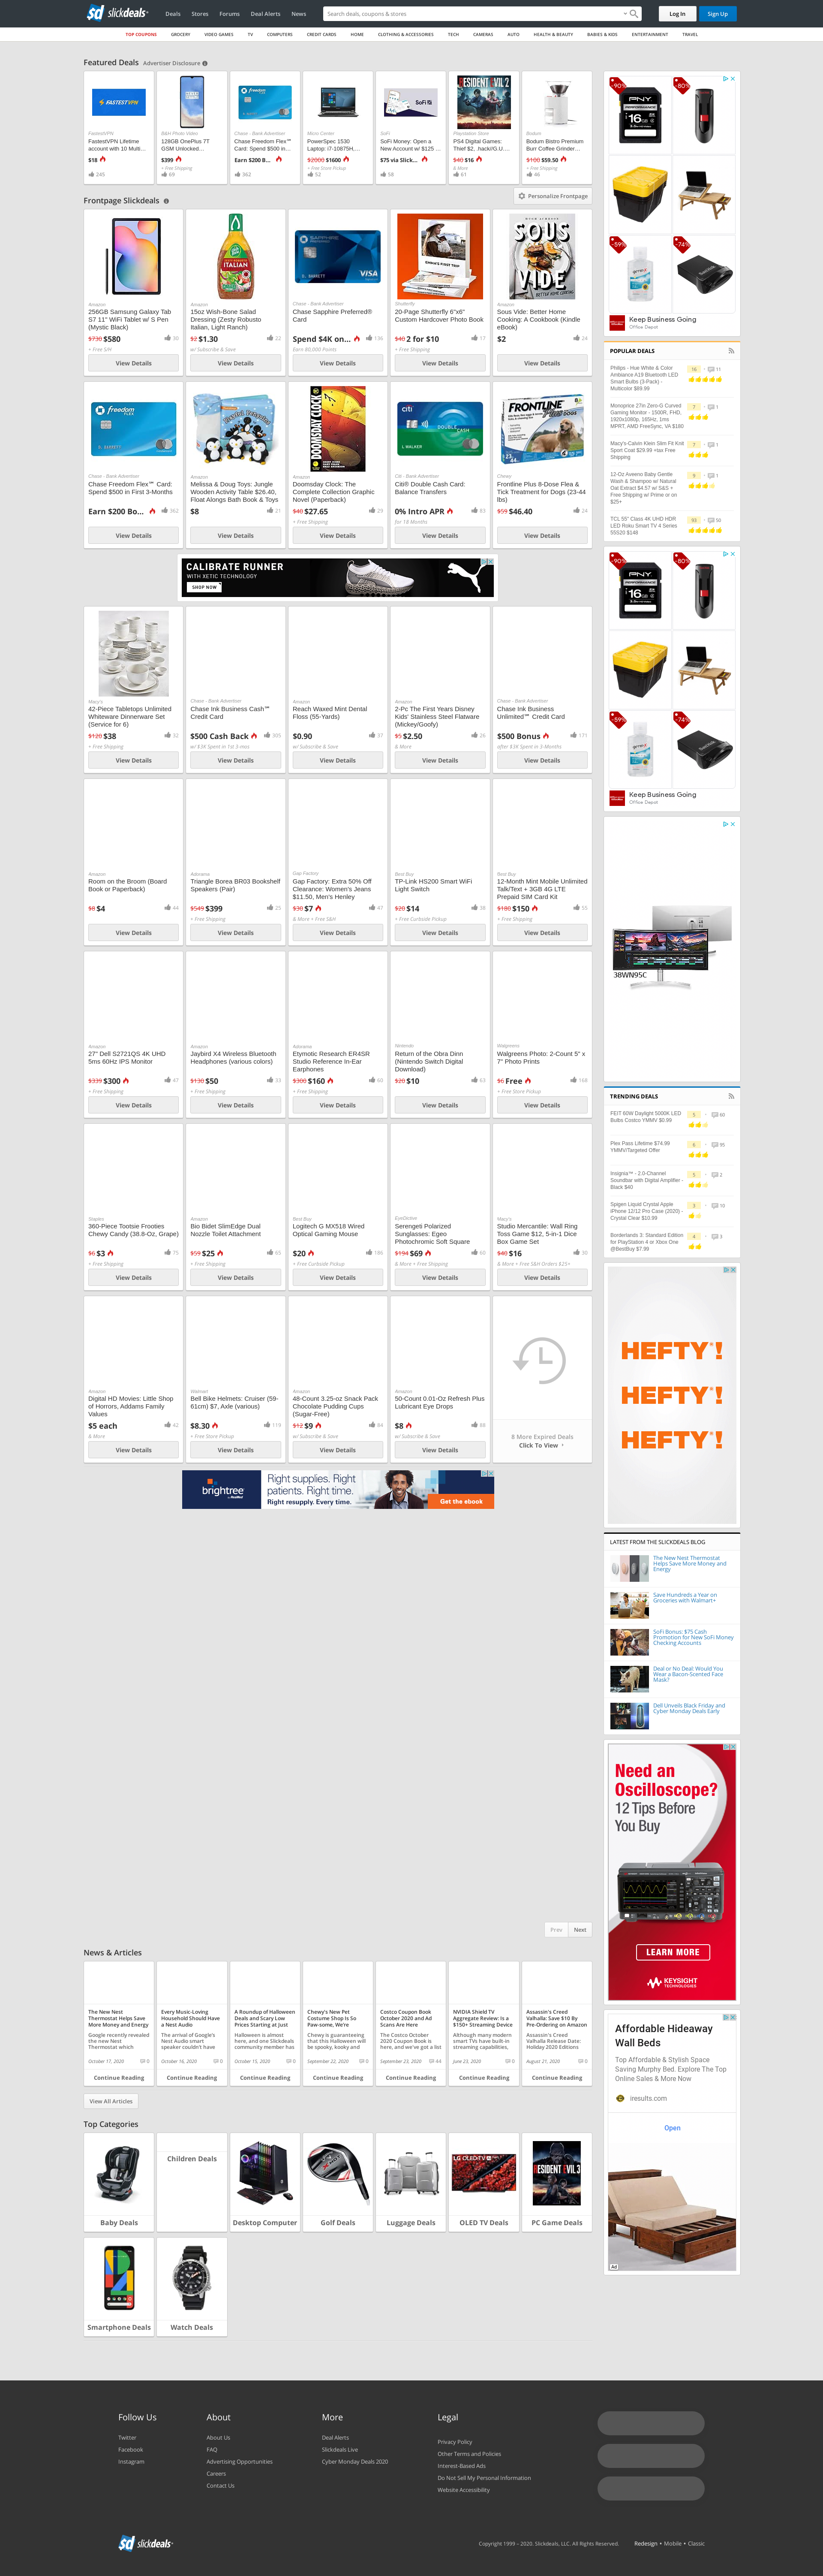 slickdeals
Deals
Stores
Forums
Deal Alerts
News
Search deals, coupons & stores
Log In
Sign Up
TOP COUPONS
GROCERY
VIDEO GAMES
TV
COMPUTERS
CREDIT CARDS
HOME
CLOTHING & ACCESSORIES
TECH
CAMERAS
AUTO
HEALTH & BEAUTY
BABIES & KIDS
ENTERTAINMENT
TRAVEL
Featured Deals
Advertiser Disclosure
FastestVPN
FastestVPN Lifetime
account with 10 Multi...
$18
245
B&H Photo Video
128GB OnePlus 7T
GSM Unlocked...
$399
+ Free Shipping
69
Chase - Bank Advertiser
Chase Freedom Flex℠
Card: Spend $500 in...
Earn $200 B...
362
Micro Center
PowerSpec 1530
Laptop: i7-10875H,...
$2000 $1600
+ Free Store Pickup
52
SoFi
SoFi Money: Open a
New Account w/ $125 ...
$75 via Slick...
58
Playstation Store
PS4 Digital Games:
Thief $2, .hack//G.U....
$40 $16
& More
61
Bodum
Bodum Bistro Premium
Burr Coffee Grinder...
$100 $59.50
+ Free Shipping
46
Frontpage Slickdeals
Personalize Frontpage
Amazon
256GB Samsung Galaxy Tab
S7 11" WiFi Tablet w/ S Pen
(Mystic Black)
$730 $580
30
+ Free S/H
View Details
Amazon
15oz Wish-Bone Salad
Dressing (Zesty Robusto
Italian, Light Ranch)
$2 $1.30
22
w/ Subscribe & Save
View Details
Chase - Bank Advertiser
Chase Sapphire Preferred®
Card
Spend $4K on...
136
Earn 80,000 Points
View Details
Shutterfly
20-Page Shutterfly 6"x6"
Custom Hardcover Photo Book
$40 2 for $10
17
+ Free Shipping
View Details
SOUS VIDE
BETTER HOME COOKING
Amazon
Sous Vide: Better Home
Cooking: A Cookbook (Kindle
eBook)
$2
24
View Details
Chase - Bank Advertiser
Chase Freedom Flex℠ Card:
Spend $500 in First 3-Months
Earn $200 Bo...
362
View Details
Amazon
Melissa & Doug Toys: Jungle
Wooden Activity Table $26.40,
Float Alongs Bath Book & Toys
$8
21
View Details
DOOMSDAY CLOCK
Amazon
Doomsday Clock: The
Complete Collection Graphic
Novel (Paperback)
$40 $27.65
29
+ Free Shipping
View Details
Citi - Bank Advertiser
Citi® Double Cash Card:
Balance Transfers
0% Intro APR
83
for 18 Months
View Details
FRONTLINE
Chewy
Frontline Plus 8-Dose Flea &
Tick Treatment for Dogs (23-44
lbs)
$59 $46.40
24
View Details
CALIBRATE RUNNER
WITH XETIC TECHNOLOGY
SHOP NOW
Macy's
42-Piece Tabletops Unlimited
Whiteware Dinnerware Set
(Service for 6)
$120 $38
32
+ Free Shipping
View Details
Chase - Bank Advertiser
Chase Ink Business Cash℠
Credit Card
$500 Cash Back
305
w/ $3K Spent in 1st 3-mos
View Details
Amazon
Reach Waxed Mint Dental
Floss (55-Yards)
$0.90
37
w/ Subscribe & Save
View Details
Amazon
2-Pc The First Years Disney
Kids' Stainless Steel Flatware
(Mickey/Goofy)
$5 $2.50
26
& More
View Details
Chase - Bank Advertiser
Chase Ink Business
Unlimited℠ Credit Card
$500 Bonus
171
after $3K Spent in 3-Months
View Details
Amazon
Room on the Broom (Board
Book or Paperback)
$8 $4
44
View Details
Adorama
Triangle Borea BR03 Bookshelf
Speakers (Pair)
$549 $399
25
+ Free Shipping
View Details
Gap Factory
Gap Factory: Extra 50% Off
Clearance: Women's Jeans
$11.50, Men's Henley
$30 $7
47
& More + Free S&H
View Details
Best Buy
TP-Link HS200 Smart WiFi
Light Switch
$20 $14
38
+ Free Curbside Pickup
View Details
Best Buy
12-Month Mint Mobile Unlimited
Talk/Text + 3GB 4G LTE
Prepaid SIM Card Kit
$180 $150
55
+ Free Shipping
View Details
Amazon
27" Dell S2721QS 4K UHD
5ms 60Hz IPS Monitor
$339 $300
47
+ Free Shipping
View Details
Amazon
Jaybird X4 Wireless Bluetooth
Headphones (various colors)
$130 $50
33
+ Free Shipping
View Details
Adorama
Etymotic Research ER4SR
Studio Reference In-Ear
Earphones
$300 $160
60
+ Free Shipping
View Details
Nintendo
Return of the Obra Dinn
(Nintendo Switch Digital
Download)
$20 $10
63
View Details
Walgreens
Walgreens Photo: 2-Count 5" x
7" Photo Prints
$6 Free
168
+ Free Store Pickup
View Details
Staples
360-Piece Tootsie Frooties
Chewy Candy (38.8-Oz, Grape)
$6 $3
75
+ Free Shipping
View Details
Amazon
Bio Bidet SlimEdge Dual
Nozzle Toilet Attachment
$59 $25
65
+ Free Shipping
View Details
Best Buy
Logitech G MX518 Wired
Optical Gaming Mouse
$20
186
+ Free Curbside Pickup
View Details
EyeDictive
Serengeti Polarized
Sunglasses: Egeo
Photochromic Soft Square
$194 $69
60
& More + Free Shipping
View Details
Macy's
Studio Mercantile: Wall Ring
Toss Game $12, 5-in-1 Dice
Box Game Set
$40 $16
30
& More + Free S&H Orders $25+
View Details
Amazon
Digital HD Movies: Little Shop
of Horrors, Addams Family
Values
$5 each
42
& More
View Details
Walmart
Bell Bike Helmets: Cruiser (59-
61cm) $7, Axle (various)
$8.30
119
+ Free Store Pickup
View Details
Amazon
48-Count 3.25-oz Snack Pack
Chocolate Pudding Cups
(Sugar-Free)
$12 $9
84
w/ Subscribe & Save
View Details
Amazon
50-Count 0.01-Oz Refresh Plus
Lubricant Eye Drops
$8
88
w/ Subscribe & Save
View Details
8 More Expired Deals
Click To View
brightree
Right supplies. Right
patients. Right time.
Right resupply. Every time.
Get the ebook
Prev
Next
News & Articles
The New Nest
Thermostat Helps Save
More Money and Energy
Google recently revealed
the new Nest
Thermostat which
October 17, 2020
0
Continue Reading
Every Music-Loving
Household Should Have
a Nest Audio
The arrival of Google's
Nest Audio smart
speaker couldn't have
October 16, 2020
0
Continue Reading
A Roundup of Halloween
Deals and Scary Low
Prices Starting at Just
Halloween is almost
here, and one Slickdeals
community member has
October 15, 2020
0
Continue Reading
Chewy's New Pet
Costume Shop Is So
Paw-some, We're
Chewy is guaranteeing
that this Halloween will
be spooky, kooky and
September 22, 2020
0
Continue Reading
Costco Coupon Book
October 2020 and Ad
Scans Are Here
The Costco October
2020 Coupon Book is
here, and we've got a list
September 23, 2020
44
Continue Reading
NVIDIA Shield TV
Aggregate Review: Is a
$150+ Streaming Device
Although many modern
smart TVs have built-in
streaming capabilities,
June 23, 2020
0
Continue Reading
Assassin's Creed
Valhalla: Save $10 By
Pre-Ordering on Amazon
Assassin's Creed
Valhalla Release Date:
Holiday 2020 Editions
August 21, 2020
0
Continue Reading
View All Articles
Top Categories
Baby Deals
Children Deals
Desktop Computer
Golf Deals
Luggage Deals
OLED TV Deals
PC Game Deals
Smartphone Deals
Watch Deals
-90%
-80%
-59%
-74%
Keep Business Going
Office Depot
POPULAR DEALS
Philips - Hue White & Color
Ambiance A19 Bluetooth LED
Smart Bulbs (3-Pack) -
Multicolor $89.99
16
11
Monoprice 27in Zero-G Curved
Gaming Monitor - 1500R, FHD,
1920x1080p, 165Hz, 1ms
MPRT, AMD FreeSync, VA $180
7
1
Macy's-Calvin Klein Slim Fit Knit
Sport Coat $29.99 +tax Free
Shipping
7
1
12-Oz Aveeno Baby Gentle
Wash & Shampoo w/ Natural
Oat Extract $4.57 w/ S&S +
Free Shipping w/ Prime or on
$25+
9
1
TCL 55" Class 4K UHD HDR
LED Roku Smart TV 4 Series
55S20 $148
93
50
-90%
-80%
-59%
-74%
Keep Business Going
Office Depot
38WN95C
TRENDING DEALS
FEIT 60W Daylight 5000K LED
Bulbs Costco YMMV $0.99
5
60
Plex Pass Lifetime $74.99
YMMV/Targeted Offer
6
95
Insignia™ - 2.0-Channel
Soundbar with Digital Amplifier -
Black $40
5
2
Spigen Liquid Crystal Apple
iPhone 12/12 Pro Case (2020) -
Crystal Clear $10.99
3
10
Borderlands 3: Standard Edition
for PlayStation 4 or Xbox One
@BestBuy $7.99
4
3
HEFTY!
HEFTY!
HEFTY!
LATEST FROM THE SLICKDEALS BLOG
The New Nest Thermostat
Helps Save More Money and
Energy
Save Hundreds a Year on
Groceries with Walmart+
SoFi Bonus: $75 Cash
Promotion for New SoFi Money
Checking Accounts
Deal or No Deal: Would You
Wear a Bacon-Scented Face
Mask?
Dell Unveils Black Friday and
Cyber Monday Deals Early
Need an
Oscilloscope?
12 Tips Before
You Buy
LEARN MORE
KEYSIGHT
TECHNOLOGIES
Affordable Hideaway
Wall Beds
Top Affordable & Stylish Space
Saving Murphy Bed. Explore The Top
Online Sales & More Now
iresults.com
Open
Ad
Follow Us
Twitter
Facebook
Instagram
About
About Us
FAQ
Advertising Opportunities
Careers
Contact Us
More
Deal Alerts
Slickdeals Live
Cyber Monday Deals 2020
Legal
Privacy Policy
Other Terms and Policies
Interest-Based Ads
Do Not Sell My Personal Information
Website Accessibility
slickdeals
Copyright 1999 - 2020. Slickdeals, LLC. All Rights Reserved.
Redesign • Mobile • Classic